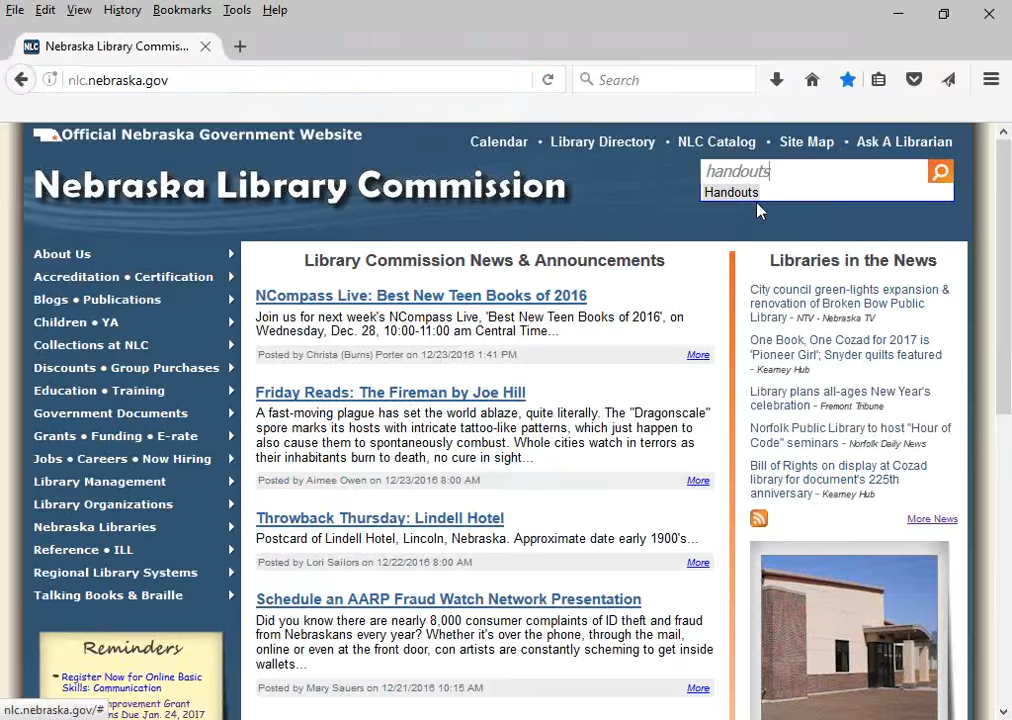 File Edit View History Bookmarks Tools Help
NLC Nebraska Library Commis...
nlc.nebraska.gov
Search
Official Nebraska Government Website
Calendar • Library Directory • NLC Catalog • Site Map • Ask A Librarian
Nebraska Library Commission
handouts
Handouts
About Us
Accreditation • Certification
Blogs • Publications
Children • YA
Collections at NLC
Discounts • Group Purchases
Education • Training
Government Documents
Grants • Funding • E-rate
Jobs • Careers • Now Hiring
Library Management
Library Organizations
Nebraska Libraries
Reference • ILL
Regional Library Systems
Talking Books & Braille
Reminders
Register Now for Online Basic
Skills: Communication
mprovement Grant
ns Due Jan. 24, 2017
nlc.nebraska.gov/#
Library Commission News & Announcements
NCompass Live: Best New Teen Books of 2016
Join us for next week's NCompass Live, 'Best New Teen Books of 2016', on
Wednesday, Dec. 28, 10:00-11:00 am Central Time...
Posted by Christa (Burns) Porter on 12/23/2016 1:41 PM More
Friday Reads: The Fireman by Joe Hill
A fast-moving plague has set the world ablaze, quite literally. The "Dragonscale"
spore marks its hosts with intricate tattoo-like patterns, which just happen to
also cause them to spontaneously combust. Whole cities watch in terrors as
their inhabitants burn to death, no cure in sight...
Posted by Aimee Owen on 12/23/2016 8:00 AM More
Throwback Thursday: Lindell Hotel
Postcard of Lindell Hotel, Lincoln, Nebraska. Approximate date early 1900's...
Posted by Lori Sailors on 12/22/2016 8:00 AM More
Schedule an AARP Fraud Watch Network Presentation
Did you know there are nearly 8,000 consumer complaints of ID theft and fraud
from Nebraskans every year? Whether it's over the phone, through the mail,
online or even at the front door, con artists are constantly scheming to get inside
wallets...
Posted by Mary Sauers on 12/21/2016 10:15 AM More
Libraries in the News
City council green-lights expansion &
renovation of Broken Bow Public
Library - NTV - Nebraska TV
One Book, One Cozad for 2017 is
'Pioneer Girl'; Snyder quilts featured
- Kearney Hub
Library plans all-ages New Year's
celebration - Fremont Tribune
Norfolk Public Library to host "Hour of
Code" seminars - Norfolk Daily News
Bill of Rights on display at Cozad
library for document's 225th
anniversary - Kearney Hub
More News